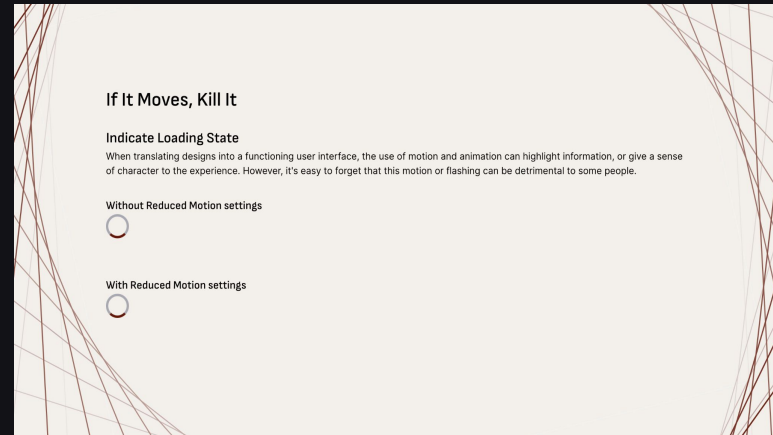 If It Moves, Kill It
Indicate Loading State
When translating designs into a functioning user interface, the use of motion and animation can highlight information, or give a sense
of character to the experience. However, it's easy to forget that this motion or flashing can be detrimental to some people.
Without Reduced Motion settings
With Reduced Motion settings